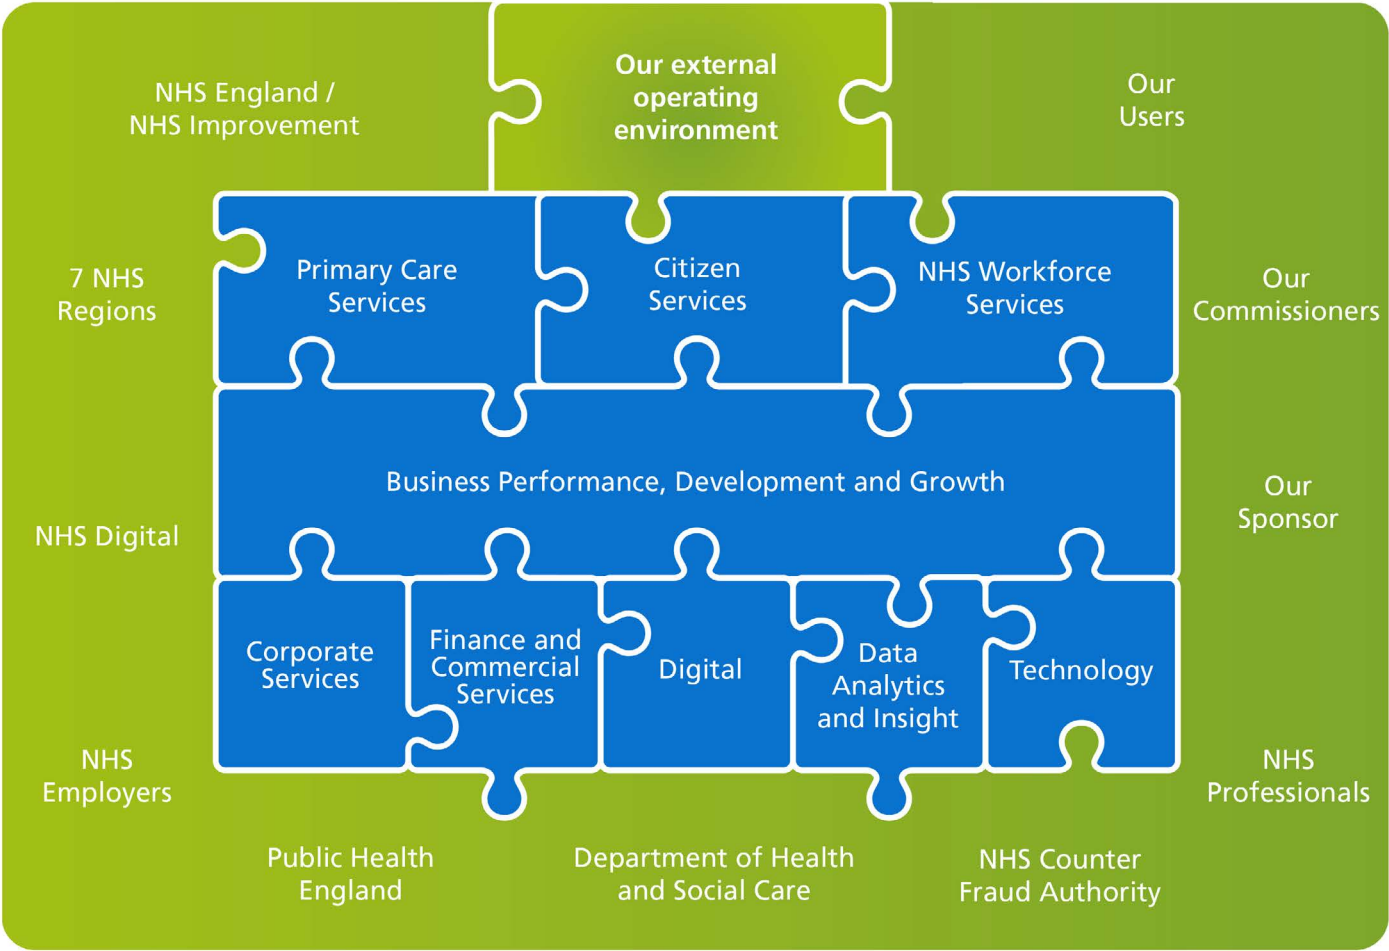 Our external
operating
environment
NHS England /
NHS Improvement
Our
Users
Primary Care
Services
Citizen
Services
NHS Workforce
Services
7 NHS
Regions
Our
Commissioners
Business Performance, Development and Growth
NHS Digital
Our
Sponsor
Corporate
Services
Finance and
Commercial
Services
Digital
Data
Analytics
and Insight
Technology
NHS
Employers
NHS
Professionals
Public Health
England
Department of Health
and Social Care
NHS Counter
Fraud Authority